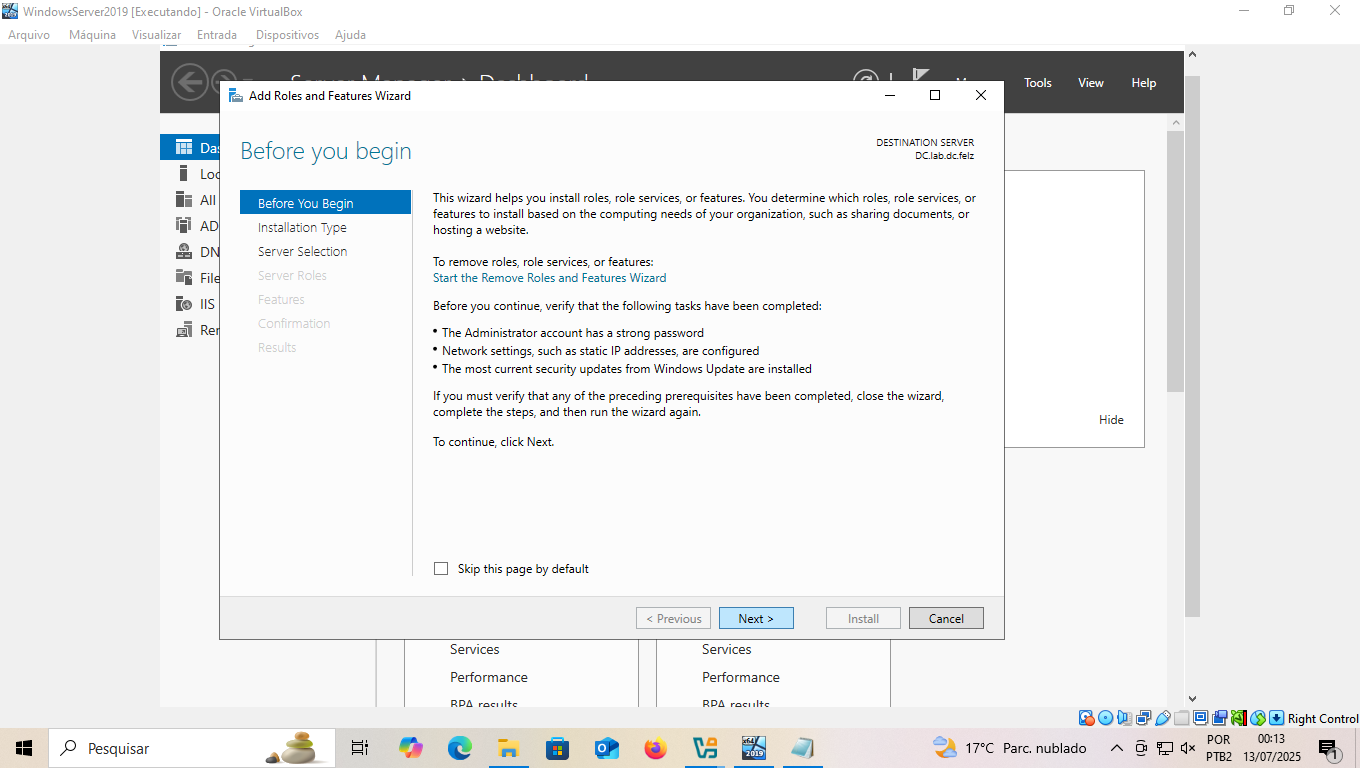 WindowsServer2019 [Executando] - Oracle VirtualBox
Arquivo Máquina Visualizar Entrada Dispositivos Ajuda
Server Manager Dashboard
Tools View Help
Add Roles and Features Wizard
Before you begin
DESTINATION SERVER
DC.lab.dc.felz
Before You Begin
Installation Type
Server Selection
Server Roles
Features
Confirmation
Results
This wizard helps you install roles, role services, or features. You determine which roles, role services, or
features to install based on the computing needs of your organization, such as sharing documents, or
hosting a website.
To remove roles, role services, or features:
Start the Remove Roles and Features Wizard
Before you continue, verify that the following tasks have been completed:
• The Administrator account has a strong password
• Network settings, such as static IP addresses, are configured
• The most current security updates from Windows Update are installed
If you must verify that any of the preceding prerequisites have been completed, close the wizard,
complete the steps, and then run the wizard again.
To continue, click Next.
Skip this page by default
< Previous Next > Install Cancel
Das
Loc
All
AD
DN
File
IIS
Ren
Hide
Services Services
Performance Performance
BPA results BPA results
Right Control
Pesquisar
x64
2019
17°C Parc. nublado
POR
PTB2
00:13
13/07/2025
1